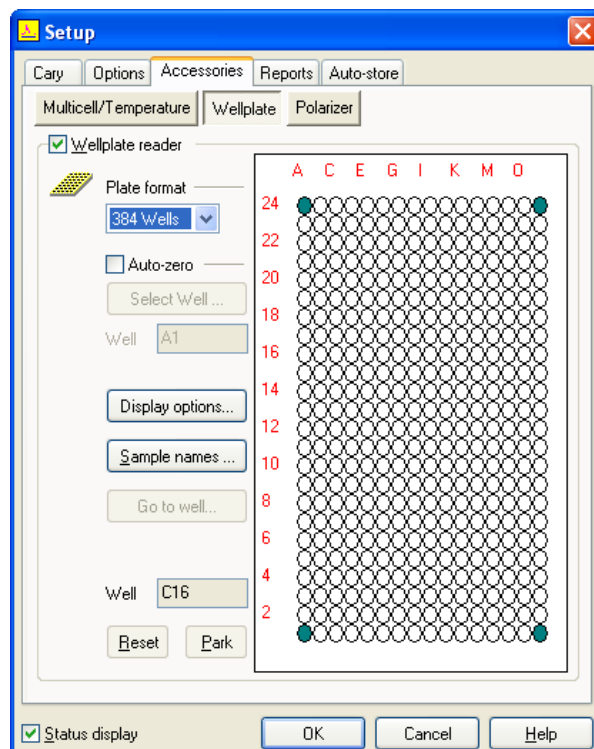 Setup
Cary Options Accessories Reports Auto-store
Multicell/Temperature Wellplate Polarizer
Wellplate reader
Plate format
384 Wells
Auto-zero
Select Well ...
Well A1
Display options...
Sample names ...
Go to well...
Well C16
Reset Park
A C E G I K M O
24
22
20
18
16
14
12
10
8
6
4
2
Status display OK Cancel Help